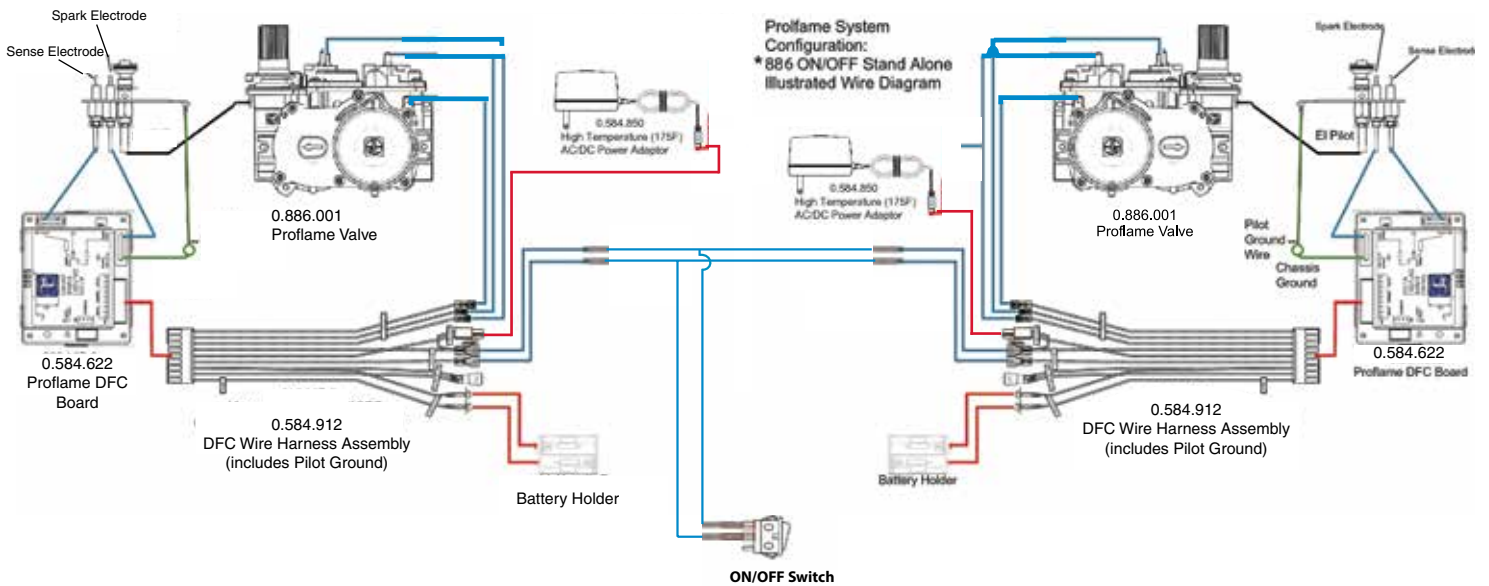 Spark Electrode
Sense Electrode
0.886.001
Proflame Valve
0.584.850
High Temperature (175F)
AC/DC Power Adaptor
0.584.622
Proflame DFC
Board
0.584.912
DFC Wire Harness Assembly
(includes Pilot Ground)
Battery Holder
ON/OFF Switch
Prolfame System
Configuration:
*886 ON/OFF Stand Alone
Illustrated Wire Diagram
0.584.850
High Temperature (175F)
AC/DC Power Adaptor
Spark Electrode
Sense Electrod
El Pilot
0.886.001
Proflame Valve
Pilot
Ground
Wire
Chassis
Ground
0.584.622
Proflame DFC Board
0.584.912
DFC Wire Harness Assembly
(includes Pilot Ground)
Battery Holder